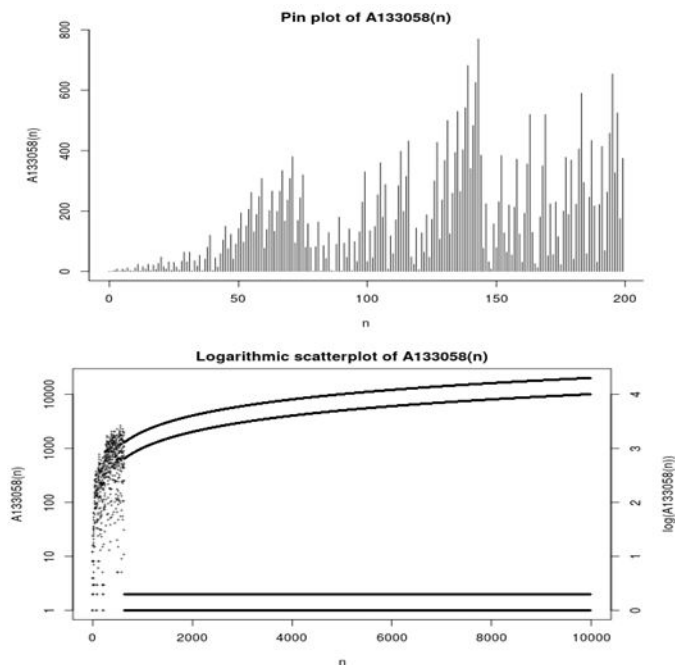 Pin plot of A133058(n)
800
600
400
200
0
A133058(n)
0 50 100 150 200
n
Logarithmic scatterplot of A133058(n)
10000
1000
100
10
1
A133058(n)
4
3
2
1
0
log(A133058(n))
0 2000 4000 6000 8000 10000
n